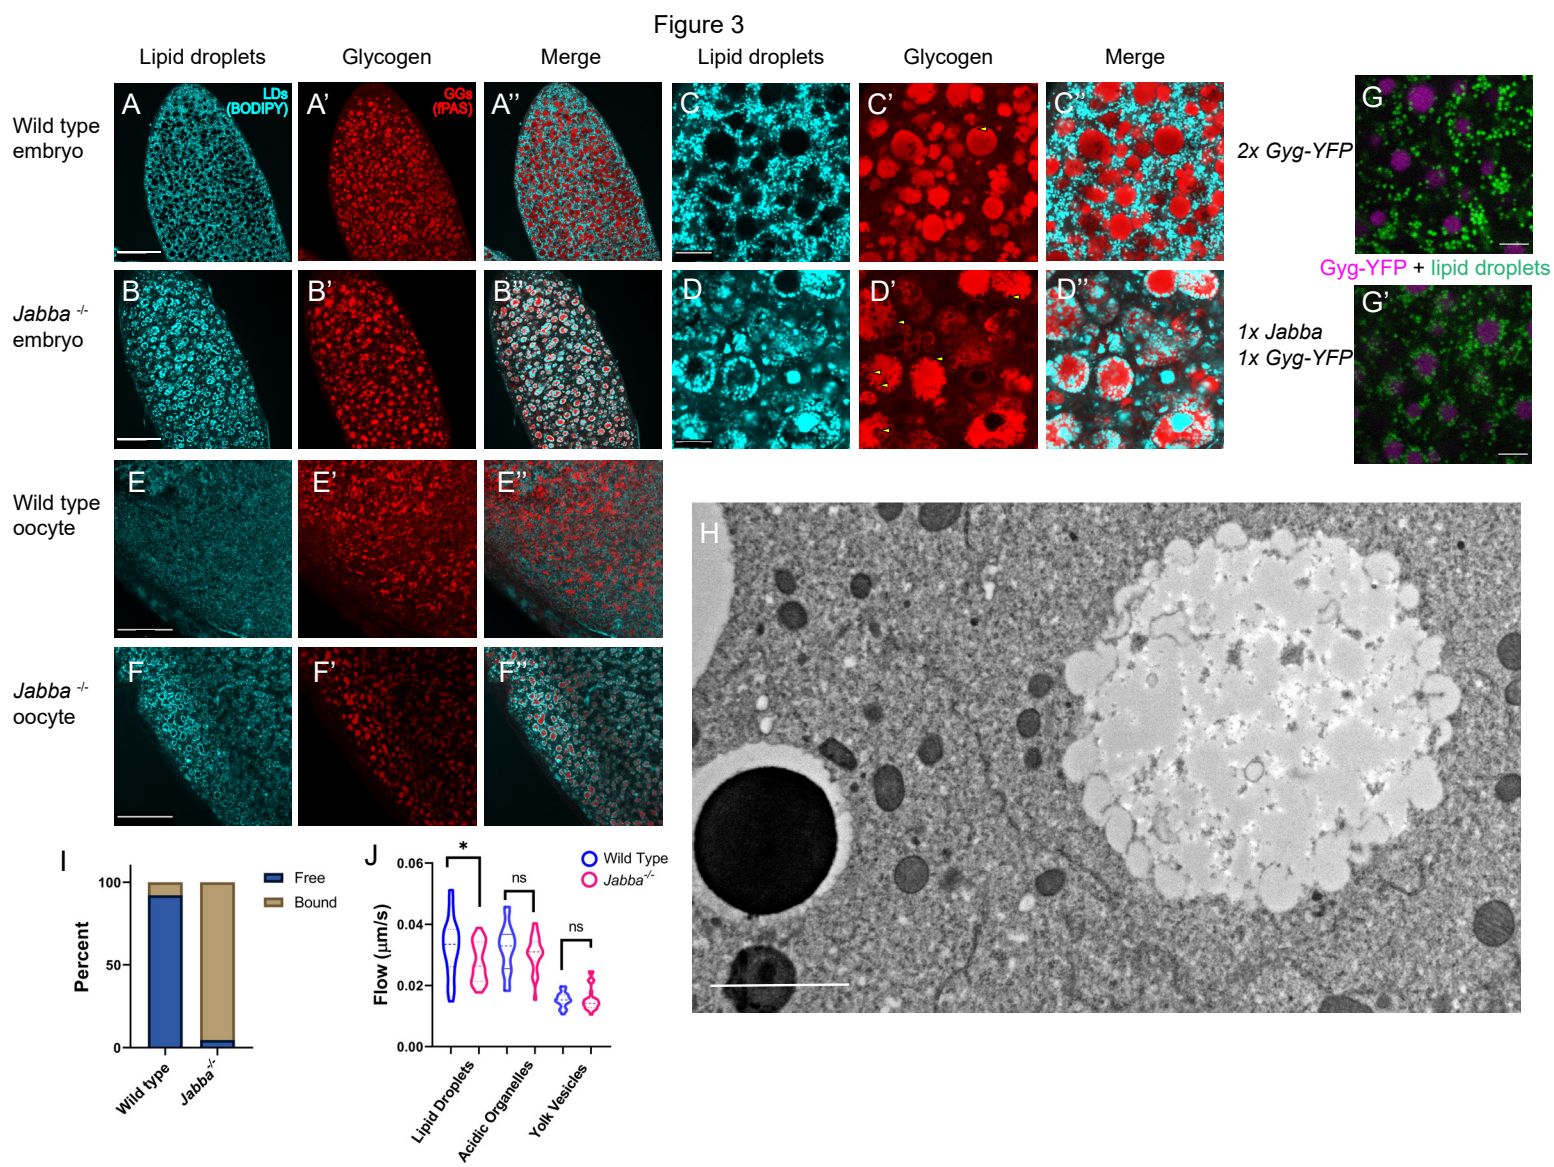 Figure 3
Lipid droplets
Glycogen
Merge
Lipid droplets
Glycogen
Merge
Wild type
embryo
A
LDs
(BODIPY)
A'
GGs
(fPAS)
A''
C
C'
C''
2x Gyg-YFP
G
Gyg-YFP + lipid droplets
Jabba -/-
embryo
B
B'
B''
D
D'
D''
1x Jabba
1x Gyg-YFP
G'
Wild type
oocyte
E
E'
E''
H
Jabba -/-
oocyte
F
F'
F''
I
100
50
0
Percent
Free
Bound
Wild type
Jabba-/-
J
0.06
0.04
0.02
0.00
Flow (µm/s)
*
ns
ns
Wild Type
Jabba-/-
Lipid Droplets
Acidic Organelles
Yolk Vesicles